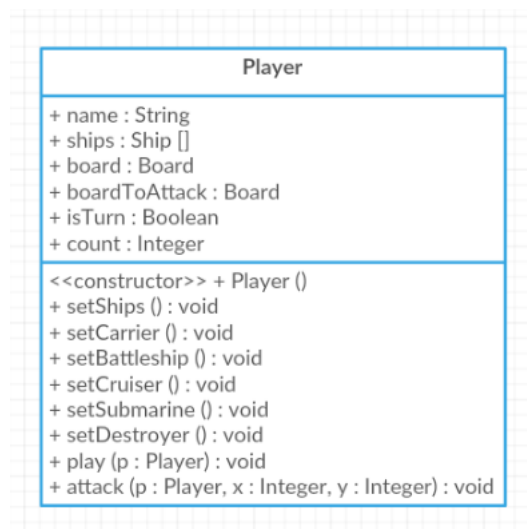 Player
+ name : String
+ ships : Ship []
+ board : Board
+ boardToAttack : Board
+ isTurn : Boolean
+ count : Integer
<<constructor>> + Player ()
+ setShips () : void
+ setCarrier () : void
+ setBattleship () : void
+ setCruiser () : void
+ setSubmarine () : void
+ setDestroyer () : void
+ play (p : Player) : void
+ attack (p : Player, x : Integer, y : Integer) : void